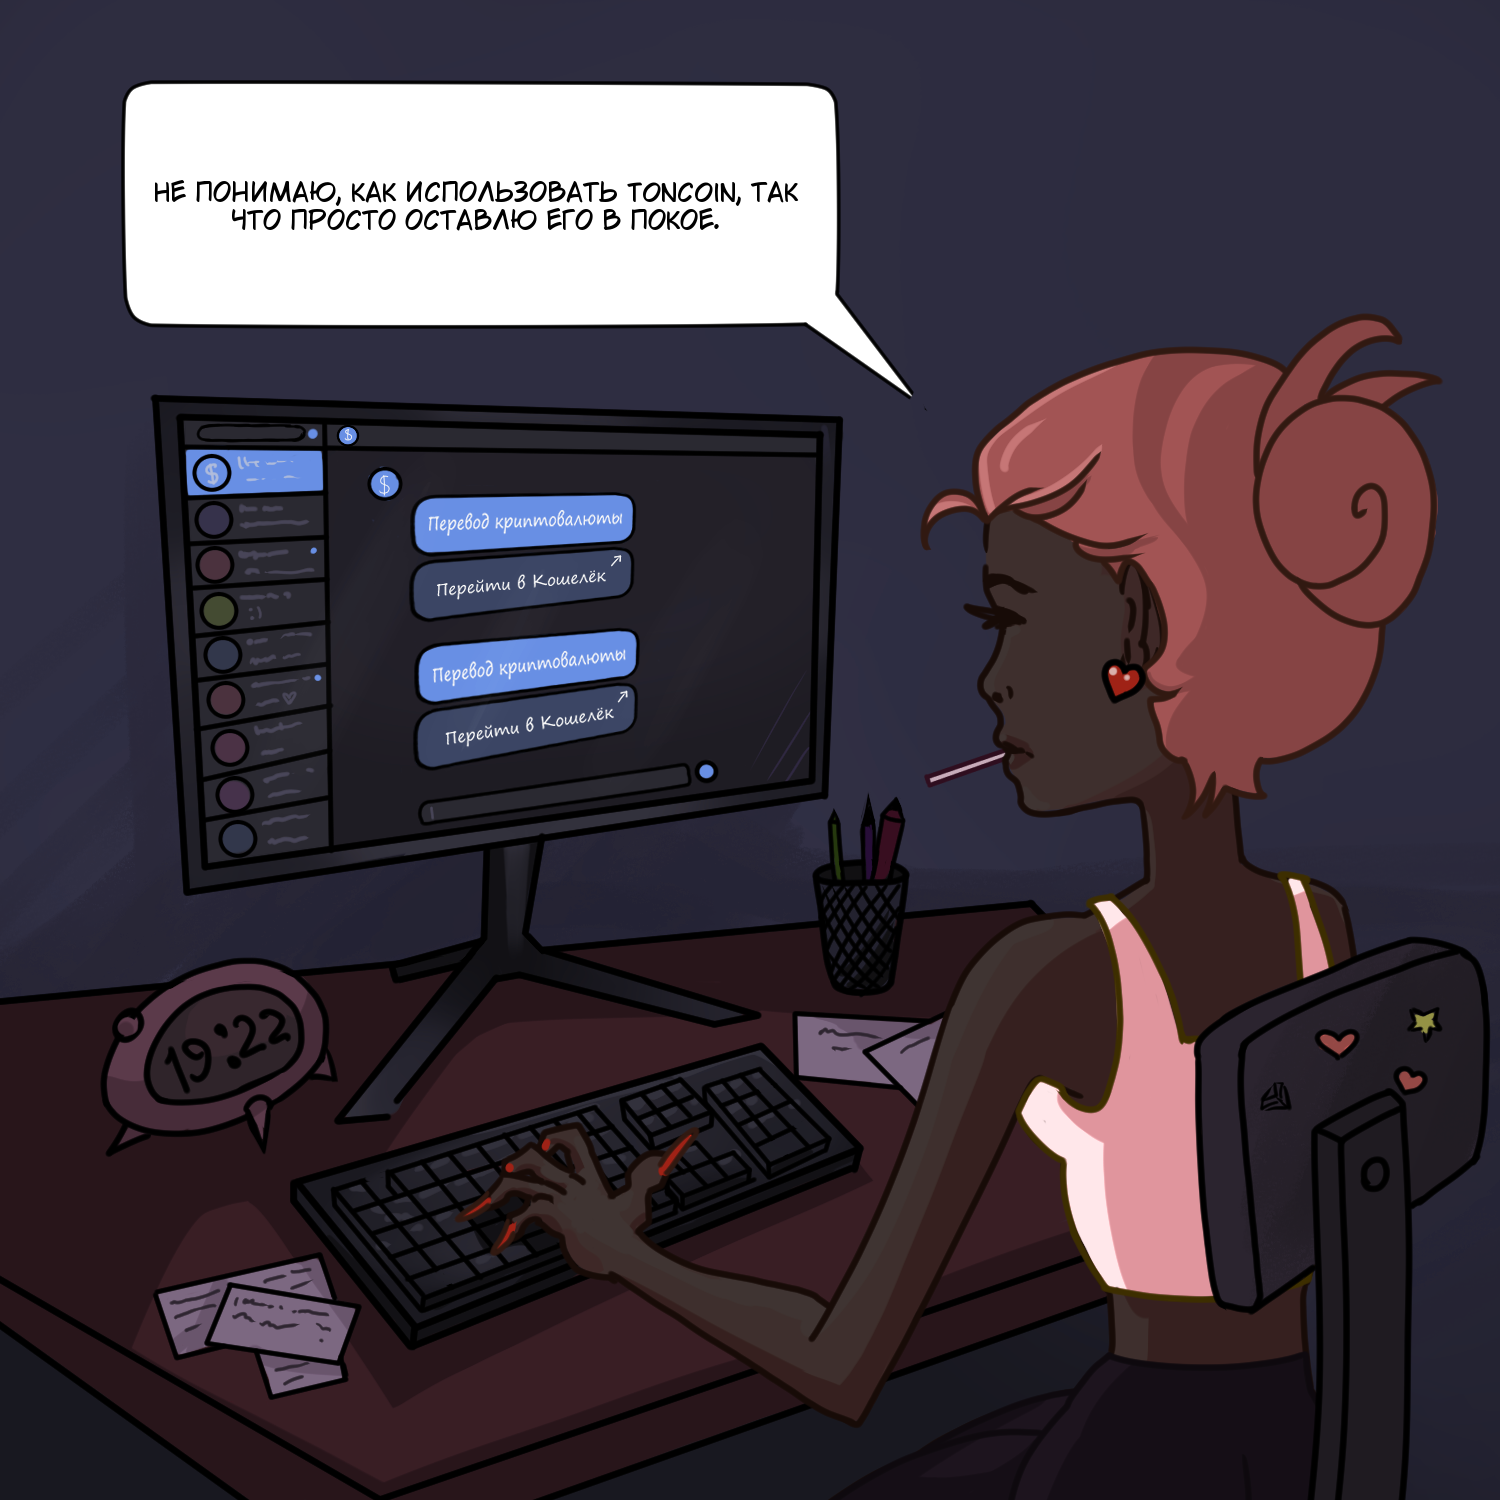 НЕ ПОНИМАЮ, КАК ИСПОЛЬЗОВАТЬ TONCOIN, ТАК
ЧТО ПРОСТО ОСТАВЛЮ ЕГО В ПОКОЕ.
$
$
$
Перевод криптовалюты
Перейти в Кошелёк
Перевод криптовалюты
Перейти в Кошелёк
:)
19:22